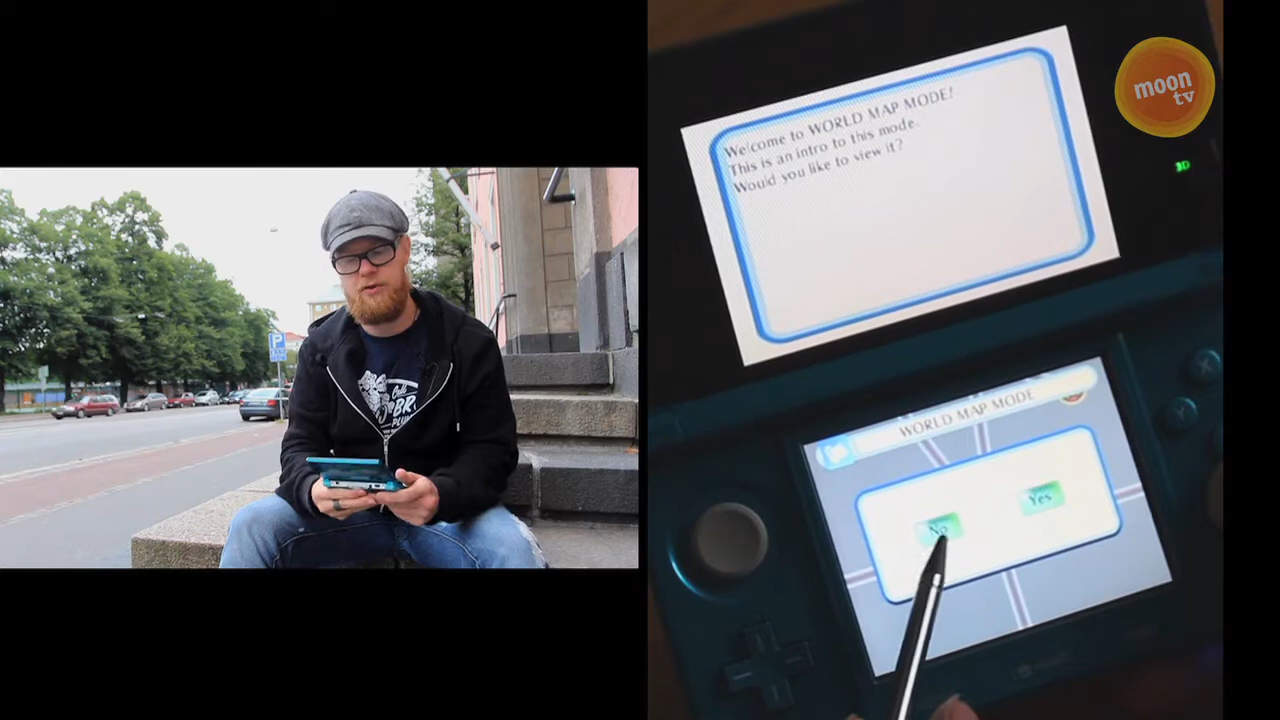 moon
tv
3D
Welcome to WORLD MAP MODE!
This is an intro to this mode.
Would you like to view it?
WORLD MAP MODE
No
Yes
X
Y
P